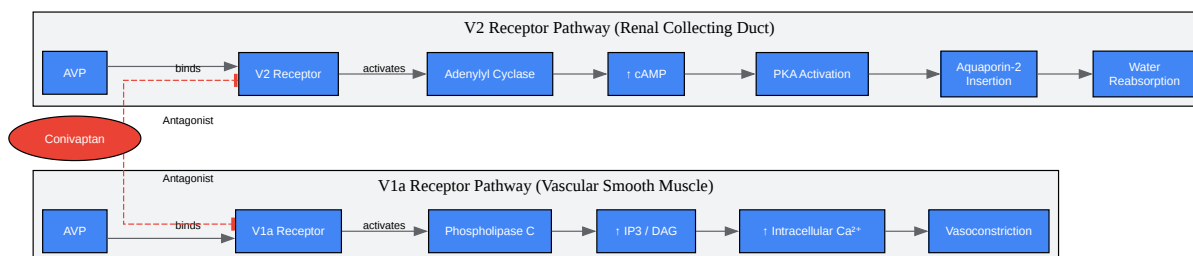 V2 Receptor Pathway (Renal Collecting Duct)
AVP
binds
V2 Receptor
activates
Adenylyl Cyclase
↑ cAMP
PKA Activation
Aquaporin-2
Insertion
Water
Reabsorption
Antagonist
Conivaptan
Antagonist
V1a Receptor Pathway (Vascular Smooth Muscle)
AVP
binds
V1a Receptor
activates
Phospholipase C
↑ IP3 / DAG
↑ Intracellular Ca²⁺
Vasoconstriction